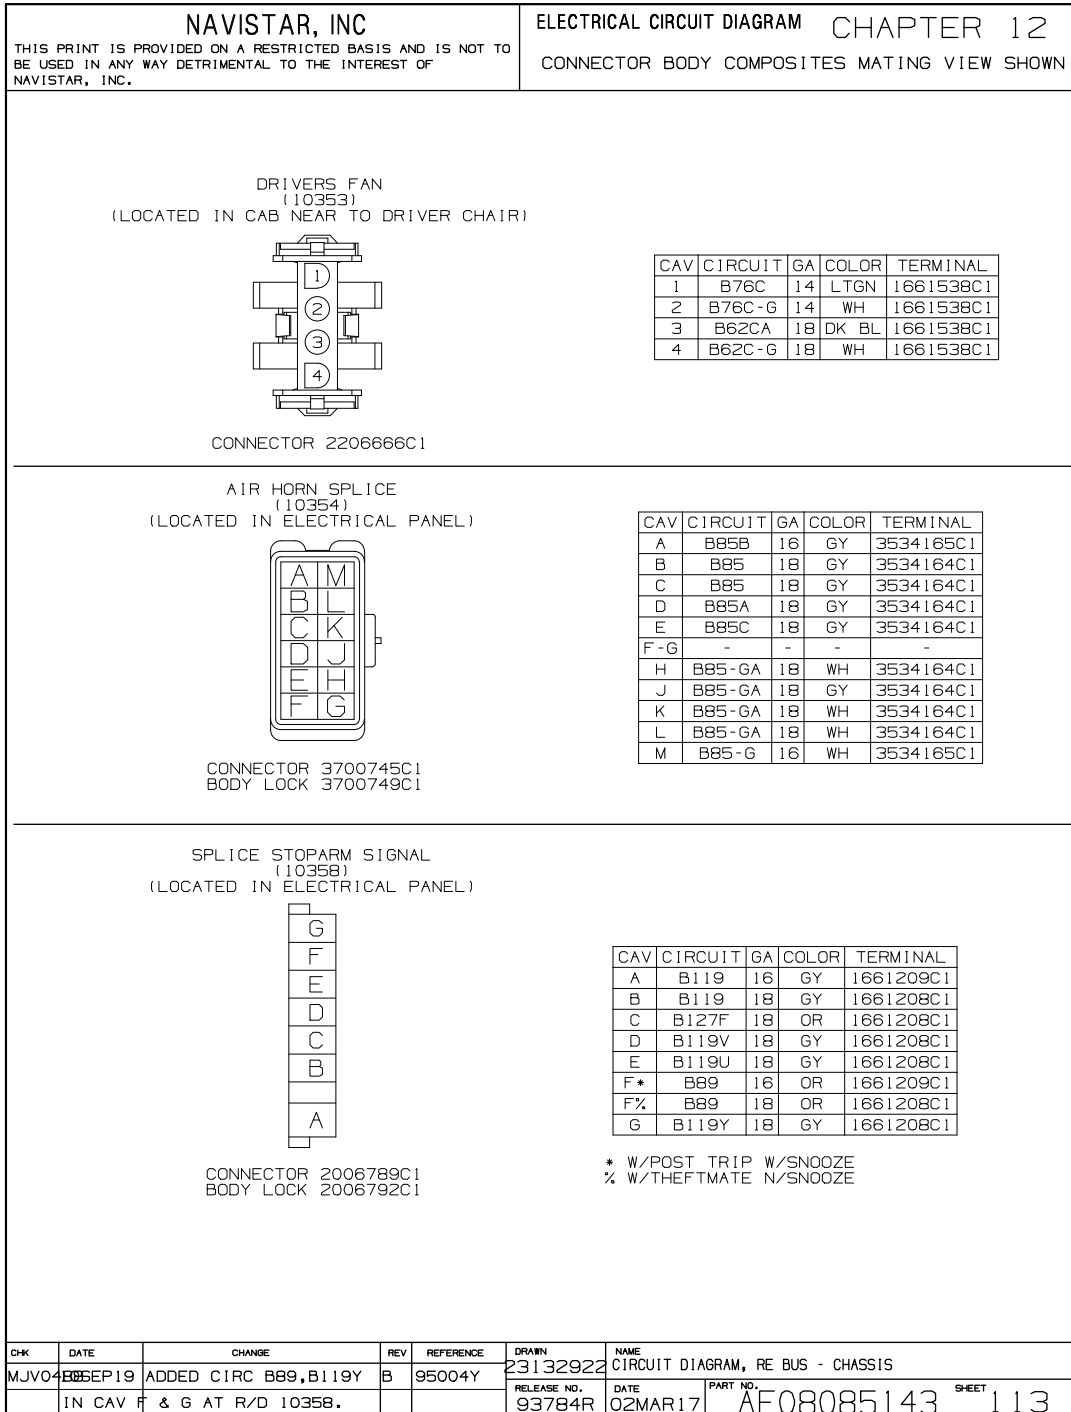 NAVISTAR, INC
THIS PRINT IS PROVIDED ON A RESTRICTED BASIS AND IS NOT TO
BE USED IN ANY WAY DETRIMENTAL TO THE INTEREST OF
NAVISTAR, INC.
ELECTRICAL CIRCUIT DIAGRAM CHAPTER 12
CONNECTOR BODY COMPOSITES MATING VIEW SHOWN
DRIVERS FAN
(10353)
(LOCATED IN CAB NEAR TO DRIVER CHAIR)
1
2
3
4
CONNECTOR 2206666C1
CAV CIRCUIT GA COLOR TERMINAL
1 B76C 14 LTGN 1661538C1
2 B76C-G 14 WH 1661538C1
3 B62CA 18 DK BL 1661538C1
4 B62C-G 18 WH 1661538C1
AIR HORN SPLICE
(10354)
(LOCATED IN ELECTRICAL PANEL)
A M
B L
C K
D J
E H
F G
CONNECTOR 3700745C1
BODY LOCK 3700749C1
CAV CIRCUIT GA COLOR TERMINAL
A B85B 16 GY 3534165C1
B B85 18 GY 3534164C1
C B85 18 GY 3534164C1
D B85A 18 GY 3534164C1
E B85C 18 GY 3534164C1
F-G - - - -
H B85-GA 18 WH 3534164C1
J B85-GA 18 GY 3534164C1
K B85-GA 18 WH 3534164C1
L B85-GA 18 WH 3534164C1
M B85-G 16 WH 3534165C1
SPLICE STOPARM SIGNAL
(10358)
(LOCATED IN ELECTRICAL PANEL)
G
F
E
D
C
B
A
CONNECTOR 2006789C1
BODY LOCK 2006792C1
CAV CIRCUIT GA COLOR TERMINAL
A B119 16 GY 1661209C1
B B119 18 GY 1661208C1
C B127F 18 OR 1661208C1
D B119V 18 GY 1661208C1
E B119U 18 GY 1661208C1
F* B89 16 OR 1661209C1
F% B89 18 OR 1661208C1
G B119Y 18 GY 1661208C1
* W/POST TRIP W/SNOOZE
% W/THEFTMATE N/SNOOZE
CHK DATE CHANGE REV REFERENCE
SEP19 ADDED CIRC B89,B119Y B 95004Y
IN CAV F & G AT R/D 10358.
DRAWN
23132922
NAME
CIRCUIT DIAGRAM, RE BUS - CHASSIS
RELEASE NO.
93784R
DATE
02MAR17
PART NO.
AE08085143
SHEET
113